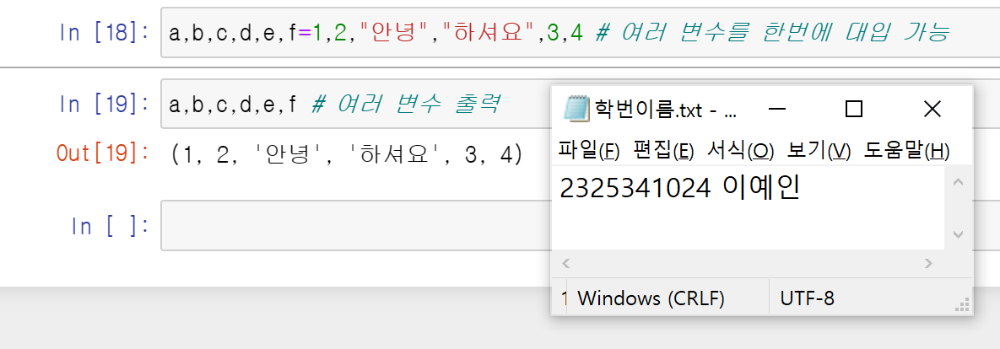 In [18]: a,b,c,d,e,f=1,2,"안녕","하셔요",3,4 # 여러 변수를 한번에 대입 가능
In [19]: a,b,c,d,e,f # 여러 변수 출력
Out[19]: (1, 2, '안녕', '하셔요', 3, 4)
In [ ]:
학번이름.txt - ...
파일(F) 편집(E) 서식(O) 보기(V) 도움말(H)
2325341024 이예인
Windows (CRLF) UTF-8